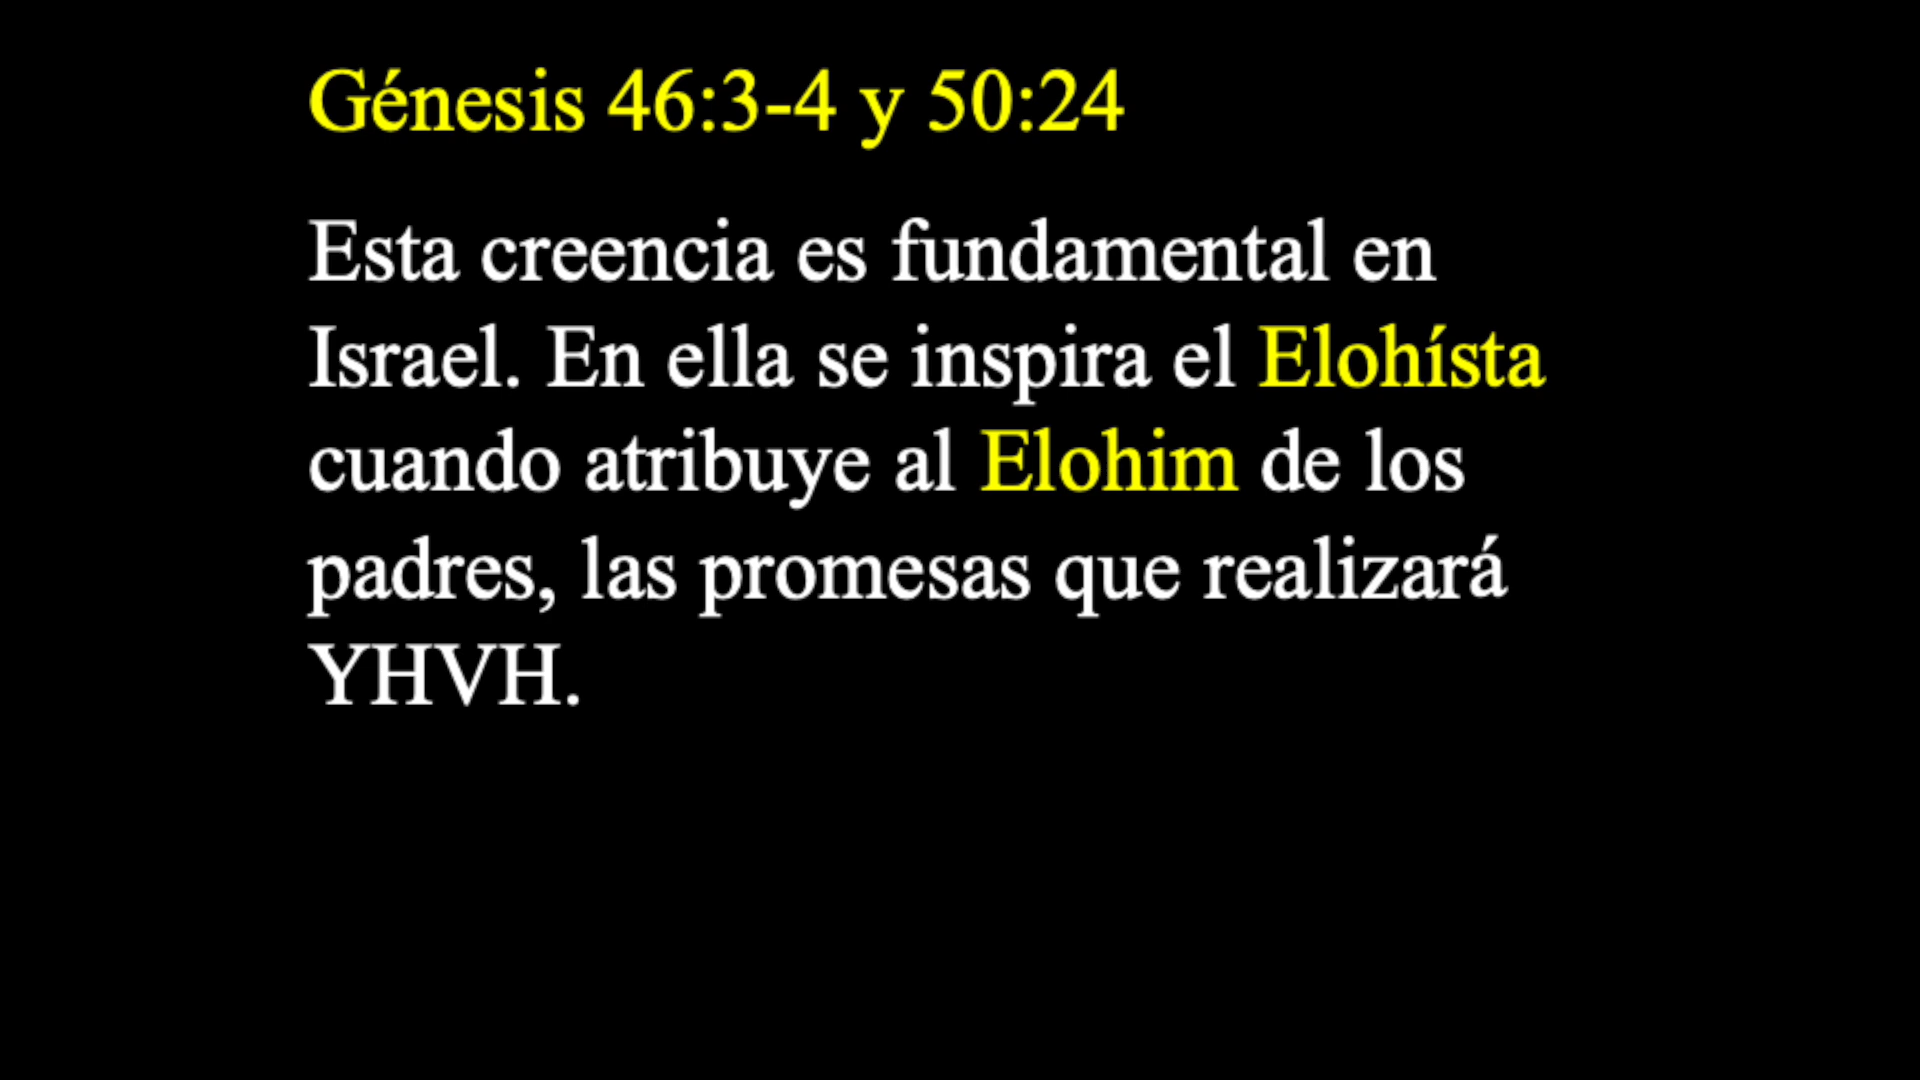 Génesis 46:3-4 y 50:24
Esta creencia es fundamental en
Israel. En ella se inspira el Elohísta
cuando atribuye al Elohim de los
padres, las promesas que realizará
YHVH.